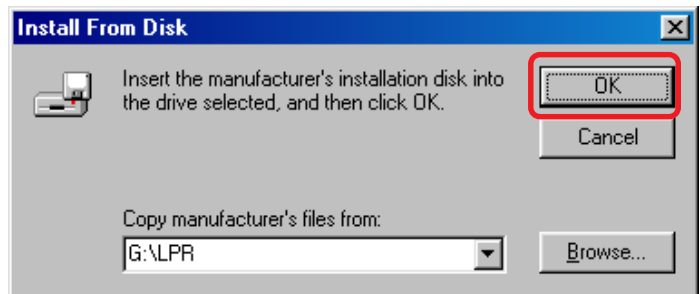 Install From Disk
Insert the manufacturer's installation disk into
the drive selected, and then click OK.
OK
Cancel
Copy manufacturer's files from:
G:\LPR
Browse...